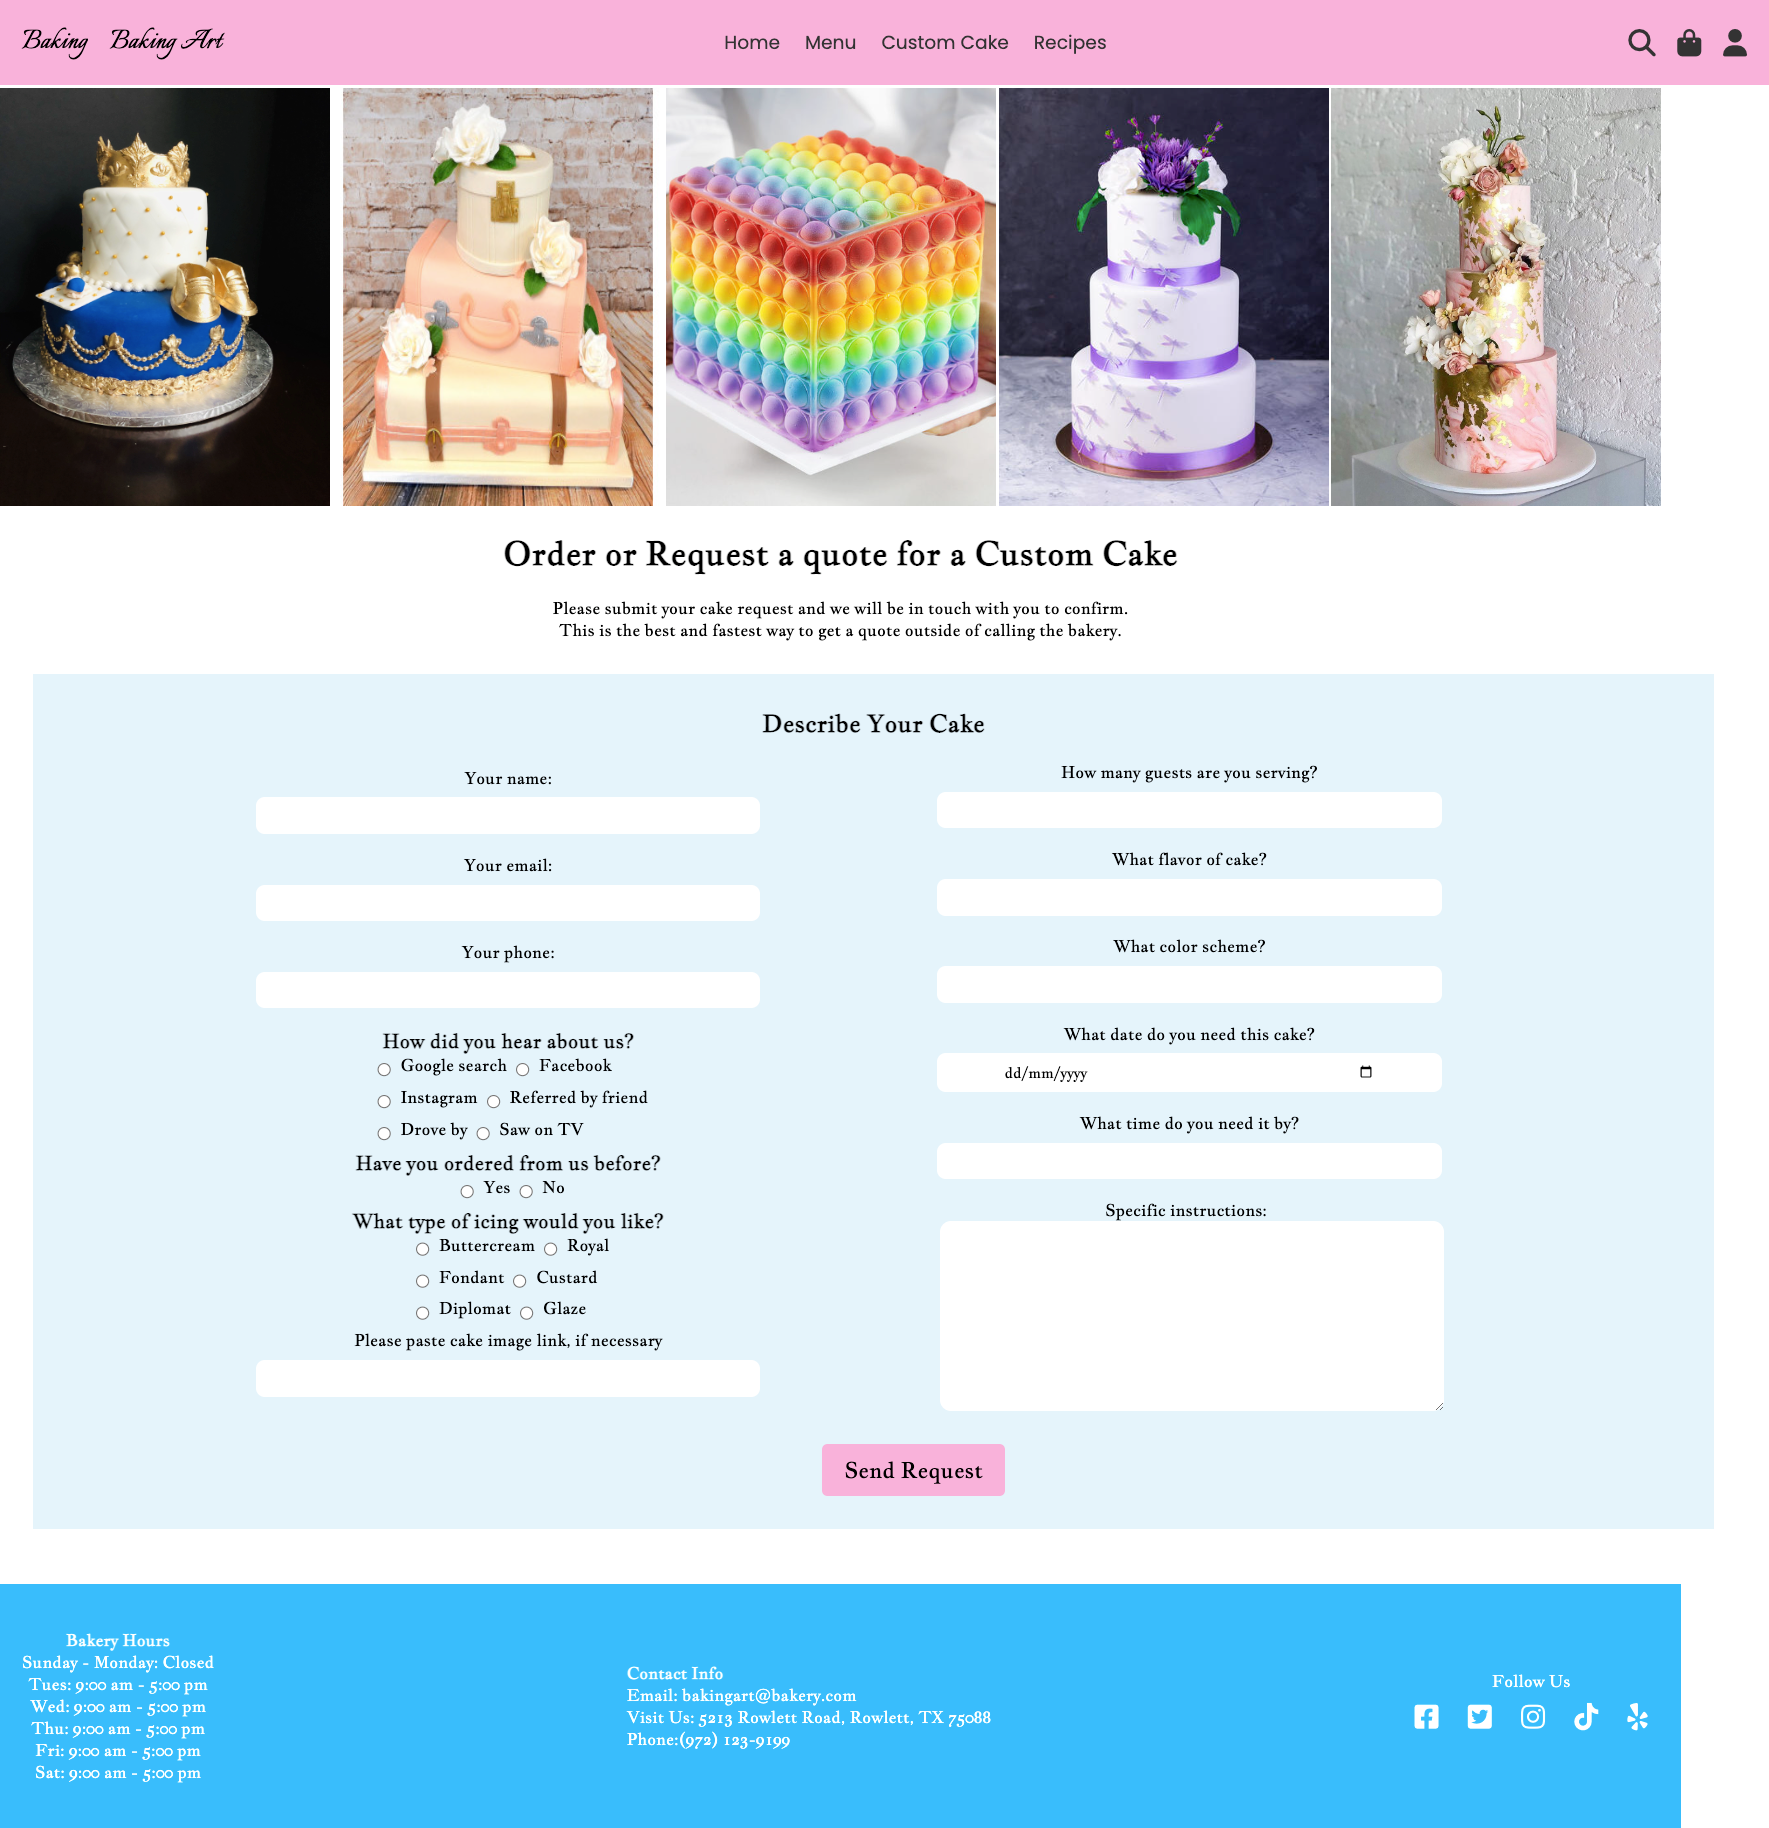 Baking Baking Art
Home Menu Custom Cake Recipes
Order or Request a quote for a Custom Cake
Please submit your cake request and we will be in touch with you to confirm.
This is the best and fastest way to get a quote outside of calling the bakery.
Describe Your Cake
Your name:
Your email:
Your phone:
How did you hear about us?
Google search Facebook
Instagram Referred by friend
Drove by Saw on TV
Have you ordered from us before?
Yes No
What type of icing would you like?
Buttercream Royal
Fondant Custard
Diplomat Glaze
Please paste cake image link, if necessary
How many guests are you serving?
What flavor of cake?
What color scheme?
What date do you need this cake?
dd/mm/yyyy
What time do you need it by?
Specific instructions:
Send Request
Bakery Hours
Sunday - Monday: Closed
Tues: 9:00 am - 5:00 pm
Wed: 9:00 am - 5:00 pm
Thu: 9:00 am - 5:00 pm
Fri: 9:00 am - 5:00 pm
Sat: 9:00 am - 5:00 pm
Contact Info
Email: bakingart@bakery.com
Visit Us: 5213 Rowlett Road, Rowlett, TX 75088
Phone:(972) 123-9199
Follow Us